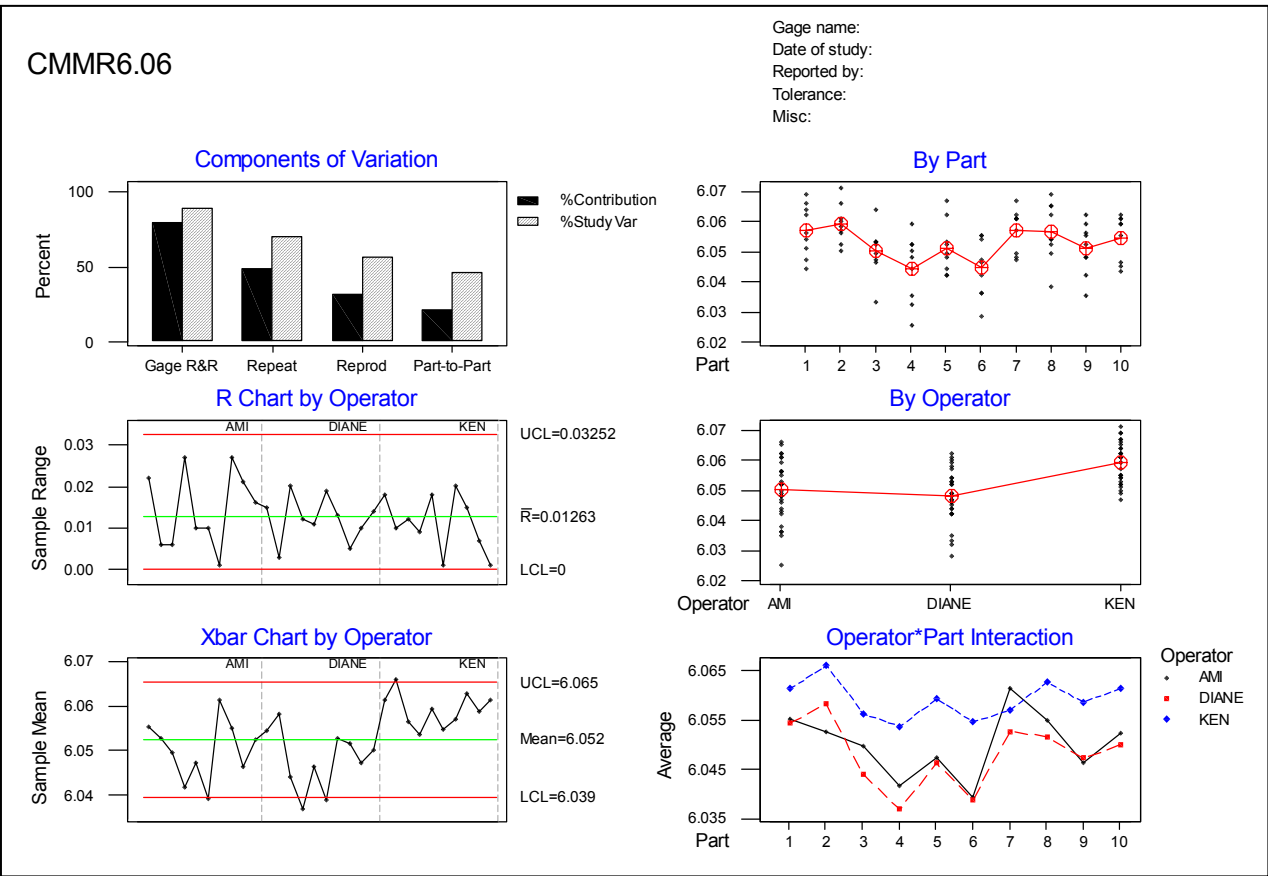 CMMR6.06
Gage name:
Date of study:
Reported by:
Tolerance:
Misc:
Components of Variation
100
50
0
Percent
Gage R&R Repeat Reprod Part-to-Part
%Contribution
%Study Var
By Part
6.07
6.06
6.05
6.04
6.03
6.02
Part 1 2 3 4 5 6 7 8 9 10
R Chart by Operator
AMI DIANE KEN
0.03
0.02
0.01
0.00
Sample Range
UCL=0.03252
R̅=0.01263
LCL=0
By Operator
6.07
6.06
6.05
6.04
6.03
6.02
Operator AMI DIANE KEN
Xbar Chart by Operator
AMI DIANE KEN
6.07
6.06
6.05
6.04
Sample Mean
UCL=6.065
Mean=6.052
LCL=6.039
Operator*Part Interaction
6.065
6.055
6.045
6.035
Average
Part 1 2 3 4 5 6 7 8 9 10
Operator
AMI
DIANE
KEN